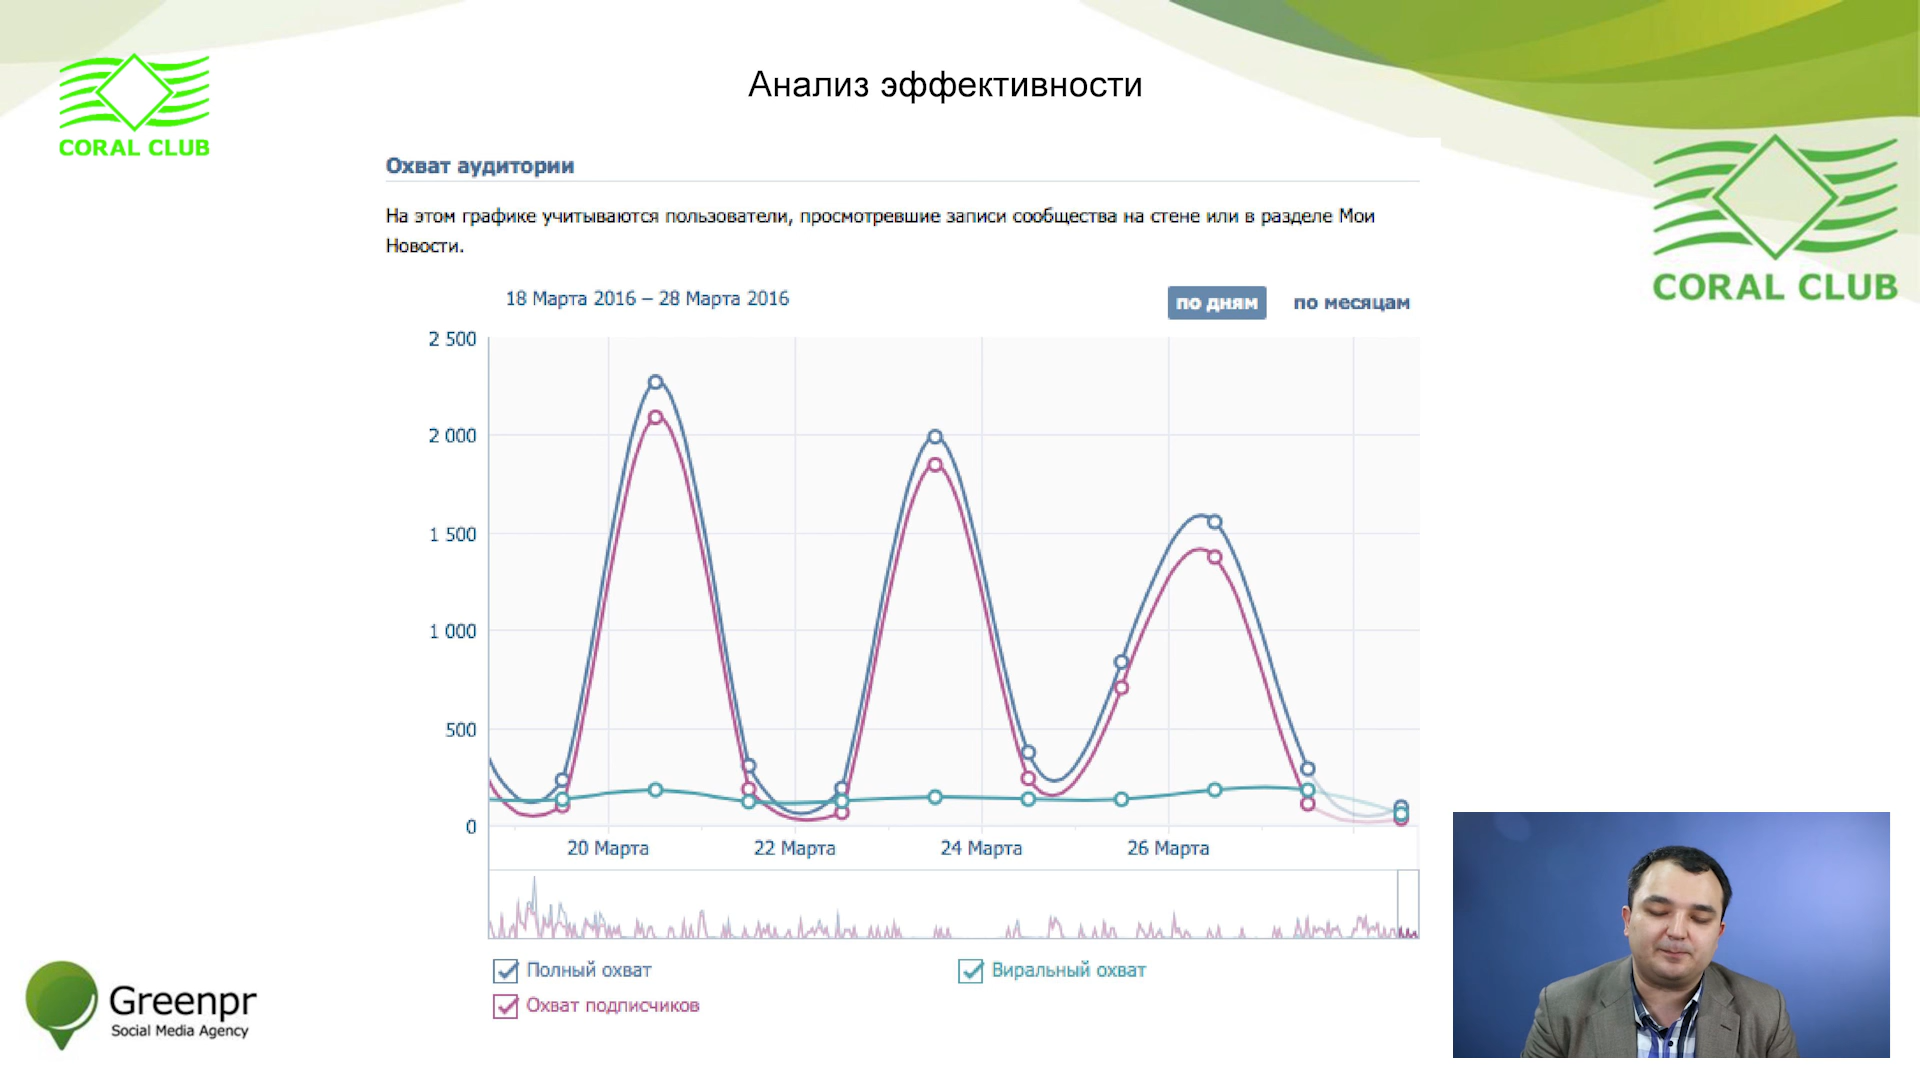 Анализ эффективности
CORAL CLUB
CORAL CLUB
Охват аудитории
На этом графике учитываются пользователи, просмотревшие записи сообщества на стене или в разделе Мои
Новости.
18 Марта 2016 – 28 Марта 2016
по дням по месяцам
2 500
2 000
1 500
1 000
500
0
20 Марта 22 Марта 24 Марта 26 Марта
Полный охват Виральный охват
Охват подписчиков
Greenpr
Social Media Agency